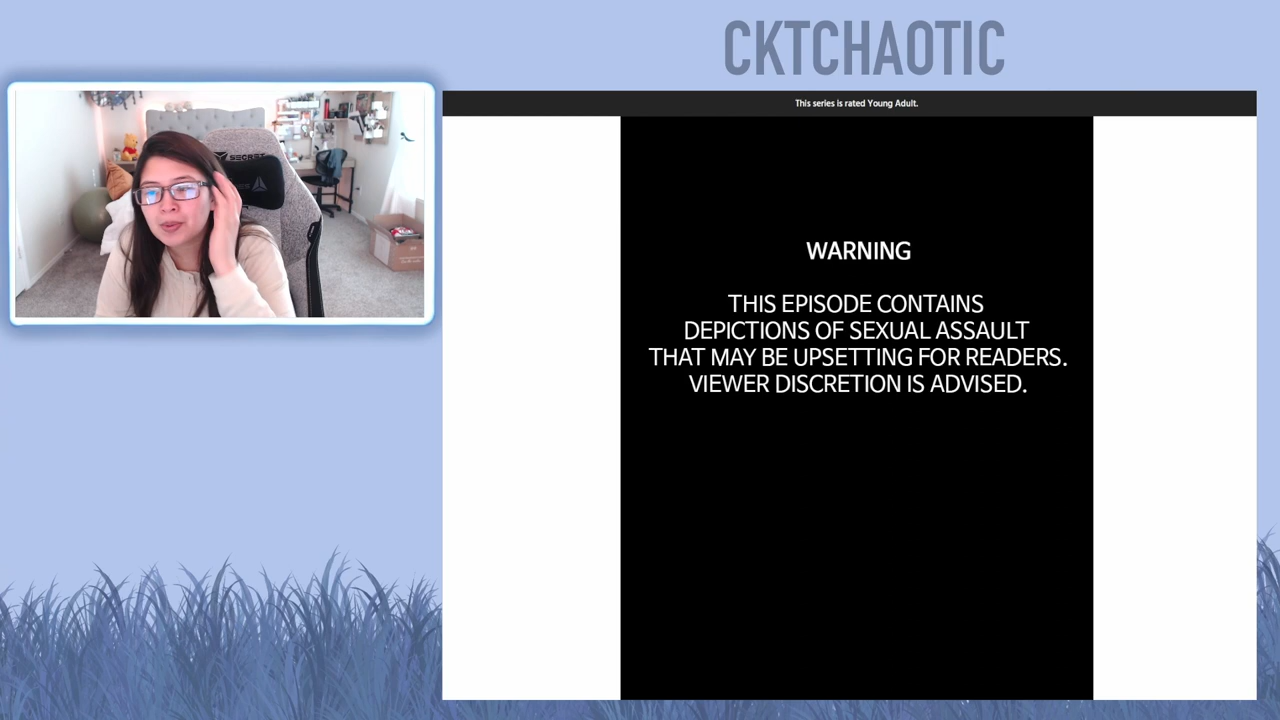 CKTCHAOTIC
This series is rated Young Adult.
SECRET
WARNING
THIS EPISODE CONTAINS
DEPICTIONS OF SEXUAL ASSAULT
THAT MAY BE UPSETTING FOR READERS.
VIEWER DISCRETION IS ADVISED.